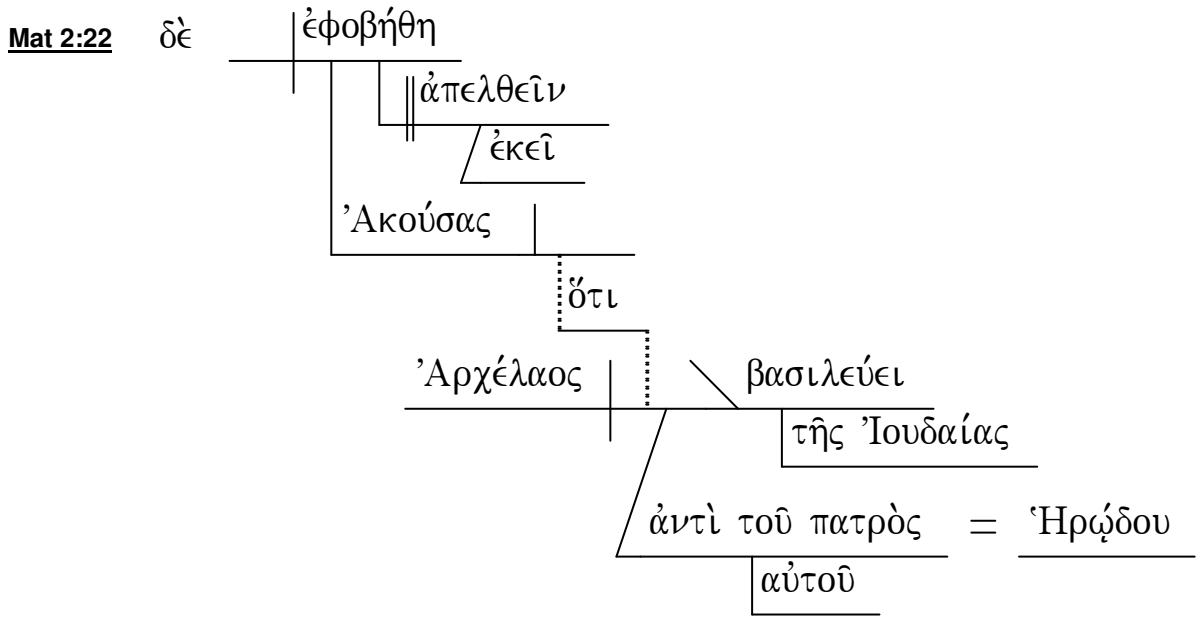 Mat 2:22 δὲ ἐφοβήθη
ἀπελθεῖν
ἐκεῖ
Ἀκούσας
ὅτι
Ἀρχέλαος βασιλεύει
τῆς Ἰουδαίας
ἀντὶ τοῦ πατρὸς = Ἡρῴδου
αὐτοῦ